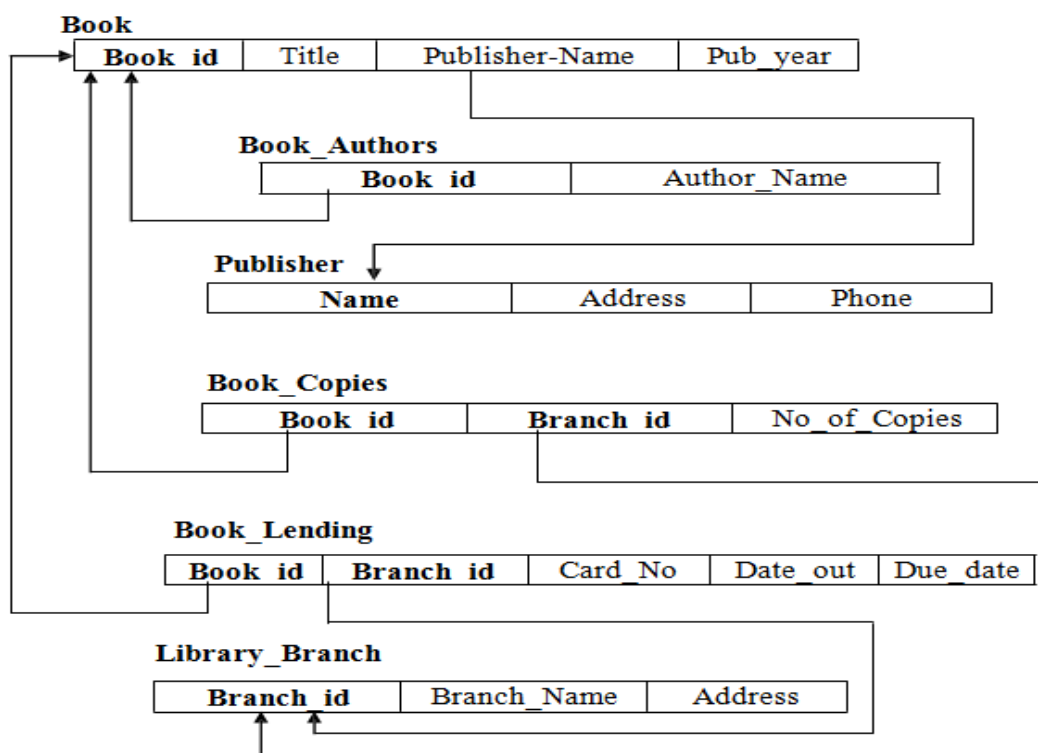 Book
Book_id Title Publisher-Name Pub_year
Book_Authors
Book_id Author_Name
Publisher
Name Address Phone
Book_Copies
Book_id Branch_id No_of_Copies
Book_Lending
Book_id Branch_id Card_No Date_out Due_date
Library_Branch
Branch_id Branch_Name Address